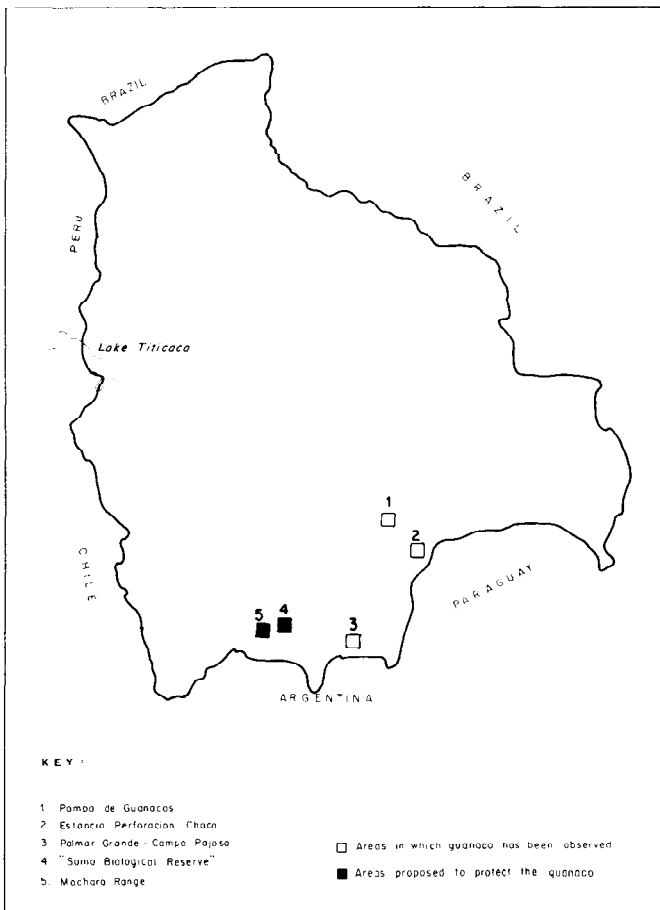 BRAZIL
BRAZIL
PERU
Lake Titicaca
1
2
CHILE
PARAGUAY
5
4
3
ARGENTINA
KEY:
1 Pampa de Guanacos
2 Estancia Perforacion Chaco
3 Palmar Grande - Campo Pajoso
4 "Sama Biological Reserve"
5. Machara Range
Areas in which guanaco has been observed
Areas proposed to protect the guanaco